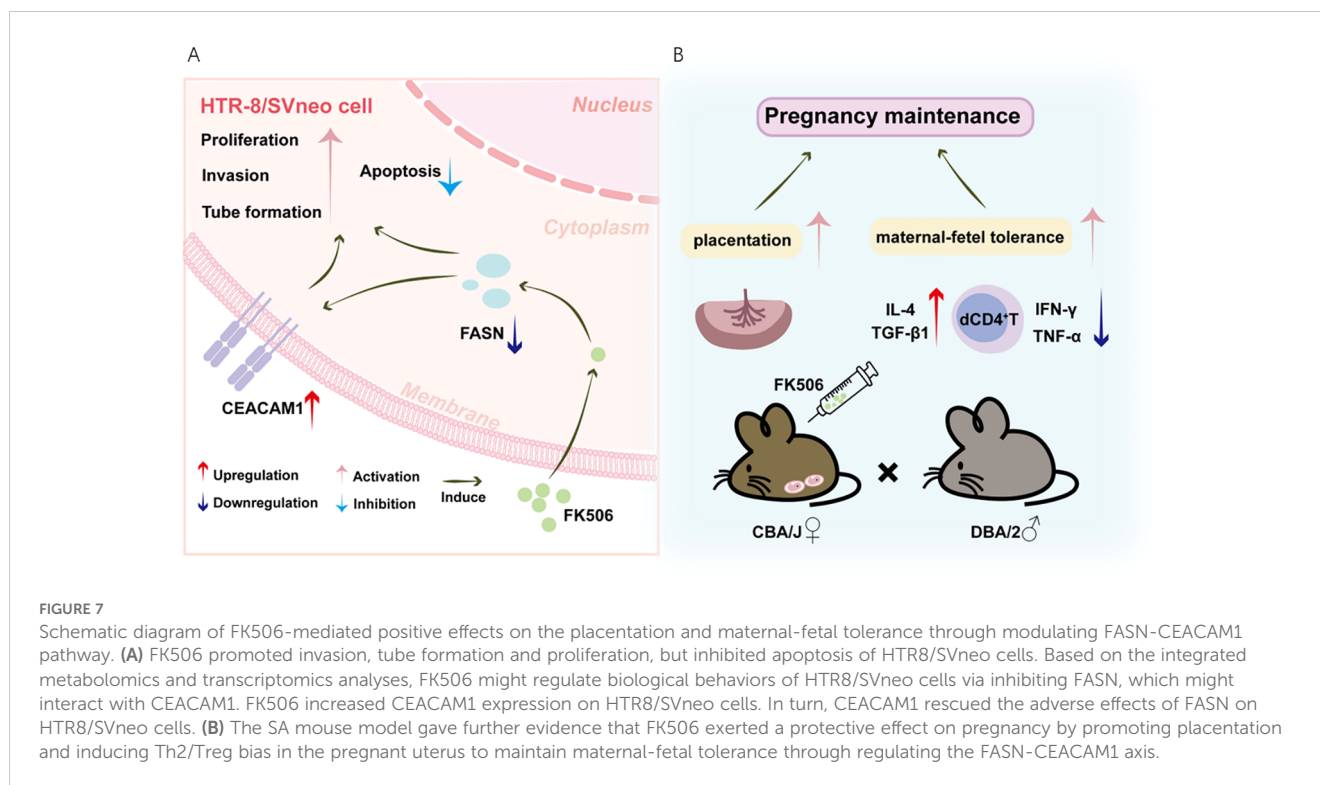 A
HTR-8/SVneo cell
Proliferation
Invasion
Tube formation
Apoptosis
Nucleus
Cytoplasm
FASN
CEACAM1
Membrane
Upregulation
Activation
Induce
Downregulation
Inhibition
FK506
B
Pregnancy maintenance
placentation
maternal-fetel tolerance
IL-4
TGF-β1
dCD4⁺T
IFN-γ
TNF-α
FK506
CBA/J♀
DBA/2♂
FIGURE 7
Schematic diagram of FK506-mediated positive effects on the placentation and maternal-fetal tolerance through modulating FASN-CEACAM1
pathway. (A) FK506 promoted invasion, tube formation and proliferation, but inhibited apoptosis of HTR8/SVneo cells. Based on the integrated
metabolomics and transcriptomics analyses, FK506 might regulate biological behaviors of HTR8/SVneo cells via inhibiting FASN, which might
interact with CEACAM1. FK506 increased CEACAM1 expression on HTR8/SVneo cells. In turn, CEACAM1 rescued the adverse effects of FASN on
HTR8/SVneo cells. (B) The SA mouse model gave further evidence that FK506 exerted a protective effect on pregnancy by promoting placentation
and inducing Th2/Treg bias in the pregnant uterus to maintain maternal-fetal tolerance through regulating the FASN-CEACAM1 axis.